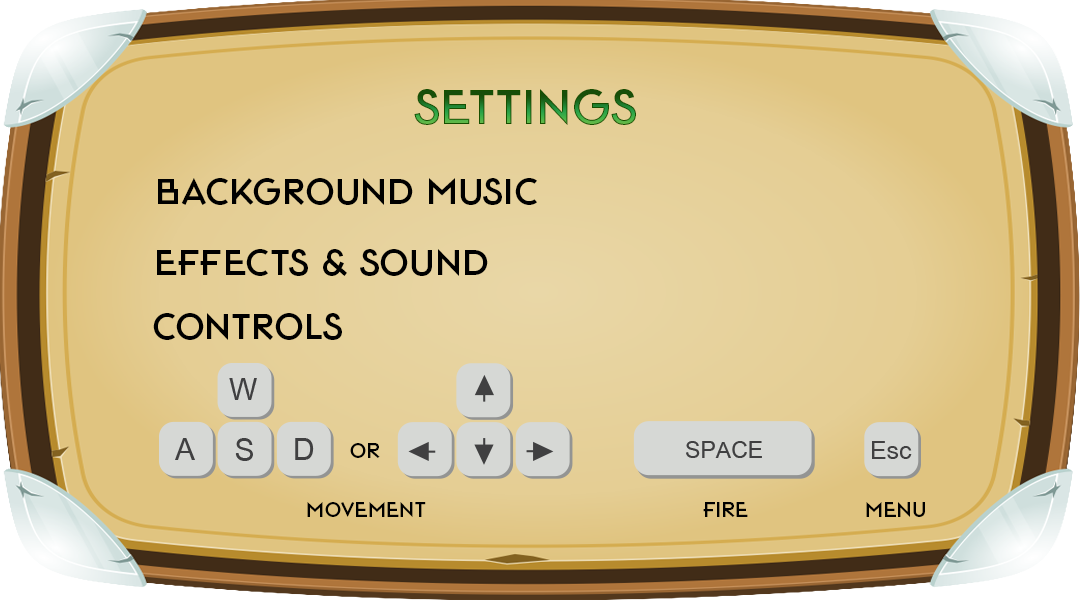 SETTINGS
BACKGROUND MUSIC
EFFECTS & SOUND
CONTROLS
W
A S D OR SPACE Esc
MOVEMENT FIRE MENU